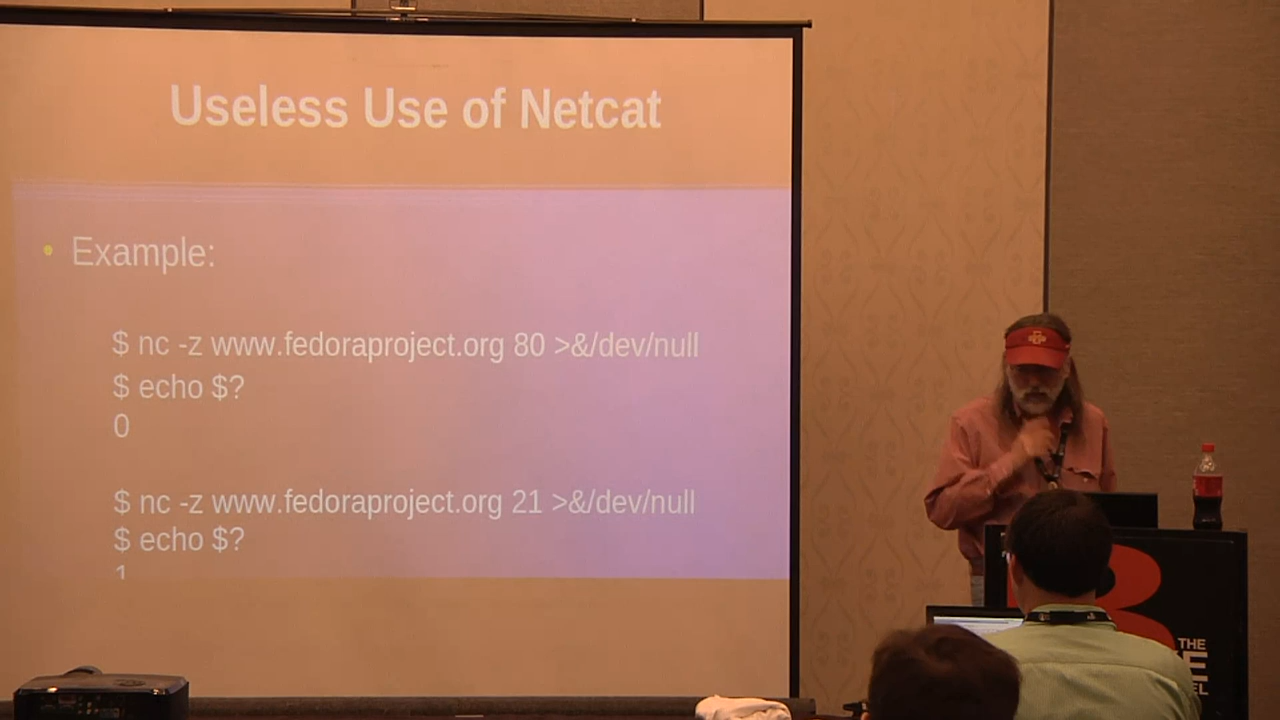 Useless Use of Netcat
• Example:
$ nc -z www.fedoraproject.org 80 >&/dev/null
$ echo $?
0
$ nc -z www.fedoraproject.org 21 >&/dev/null
$ echo $?
1
THE